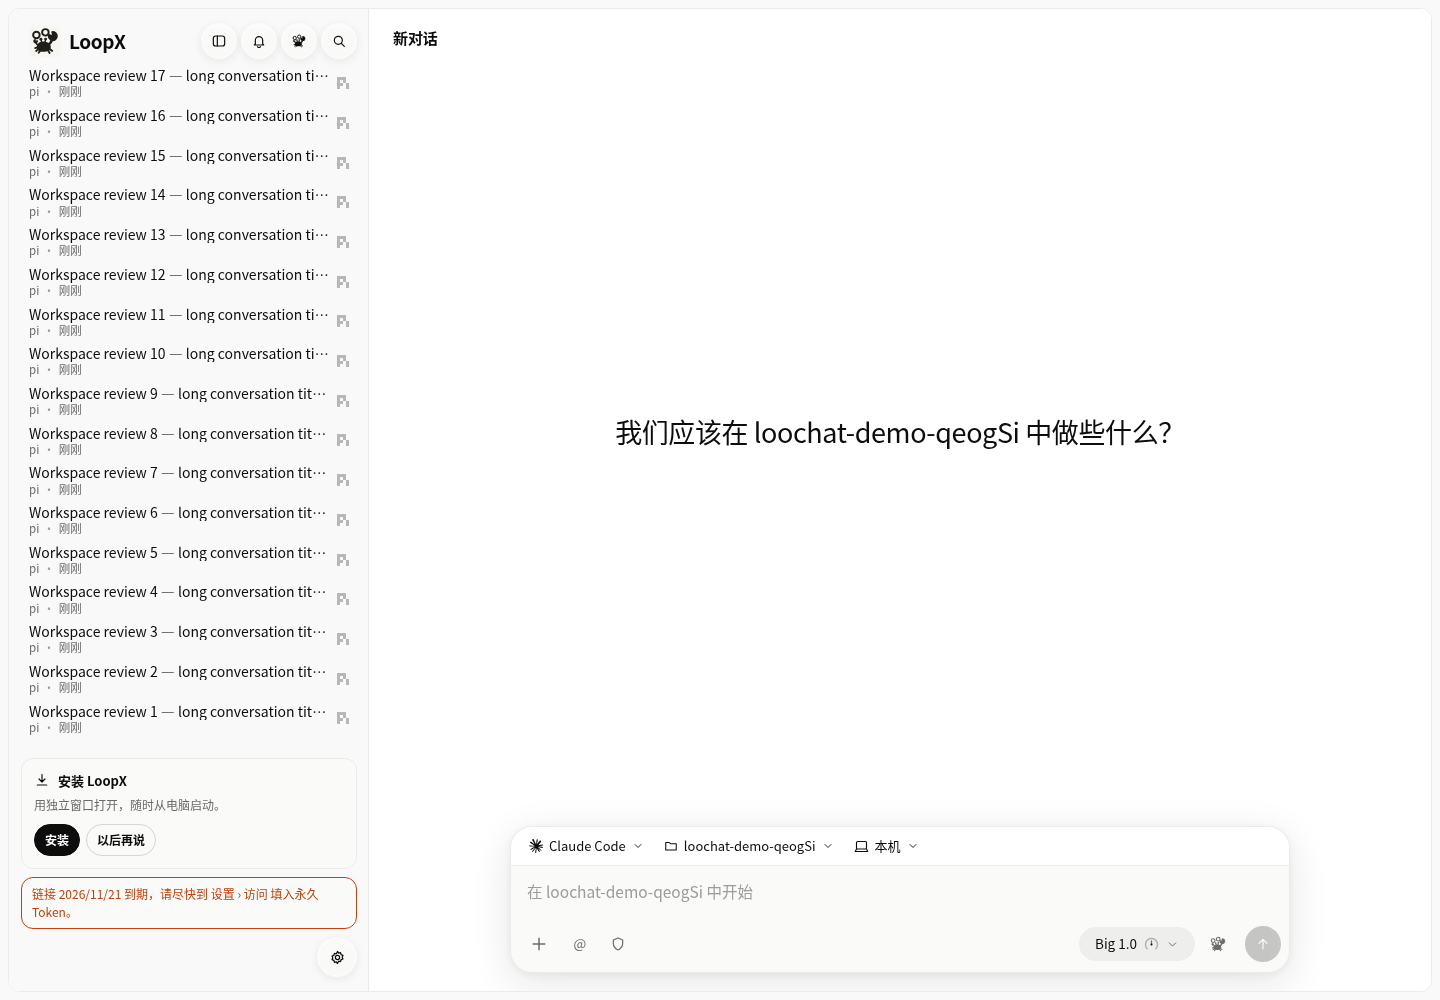 LoopX
Workspace review 17 — long conversation ti…
pi · 刚刚
Workspace review 16 — long conversation ti…
pi · 刚刚
Workspace review 15 — long conversation ti…
pi · 刚刚
Workspace review 14 — long conversation ti…
pi · 刚刚
Workspace review 13 — long conversation ti…
pi · 刚刚
Workspace review 12 — long conversation ti…
pi · 刚刚
Workspace review 11 — long conversation ti…
pi · 刚刚
Workspace review 10 — long conversation ti…
pi · 刚刚
Workspace review 9 — long conversation tit…
pi · 刚刚
Workspace review 8 — long conversation tit…
pi · 刚刚
Workspace review 7 — long conversation tit…
pi · 刚刚
Workspace review 6 — long conversation tit…
pi · 刚刚
Workspace review 5 — long conversation tit…
pi · 刚刚
Workspace review 4 — long conversation tit…
pi · 刚刚
Workspace review 3 — long conversation tit…
pi · 刚刚
Workspace review 2 — long conversation tit…
pi · 刚刚
Workspace review 1 — long conversation tit…
pi · 刚刚
安装 LoopX
用独立窗口打开，随时从电脑启动。
安装 以后再说
链接 2026/11/21 到期，请尽快到 设置 › 访问 填入永久
Token。
新对话
我们应该在 loochat-demo-qeogSi 中做些什么？
Claude Code loochat-demo-qeogSi 本机
在 loochat-demo-qeogSi 中开始
@ Big 1.0